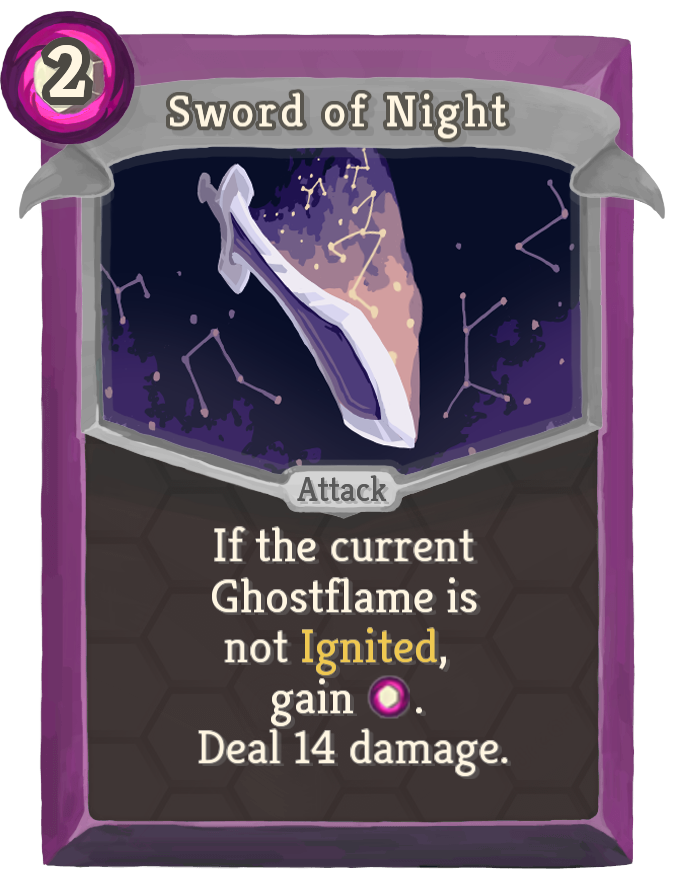 2
Sword of Night
Attack
If the current
Ghostflame is
not Ignited,
gain .
Deal 14 damage.